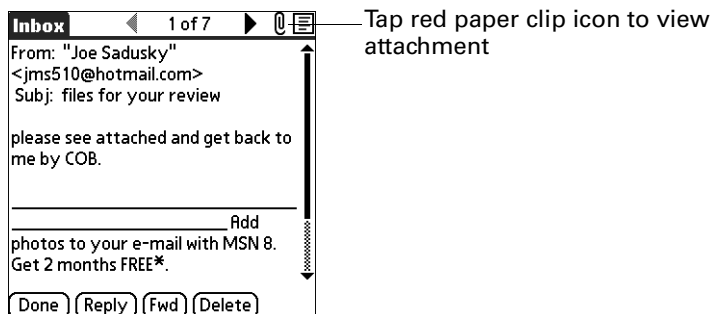 Inbox 1 of 7
Tap red paper clip icon to view
attachment
From: "Joe Sadusky"
<jms510@hotmail.com>
Subj: files for your review
please see attached and get back to
me by COB.
____________________Add
photos to your e-mail with MSN 8.
Get 2 months FREE*.
Done Reply Fwd Delete